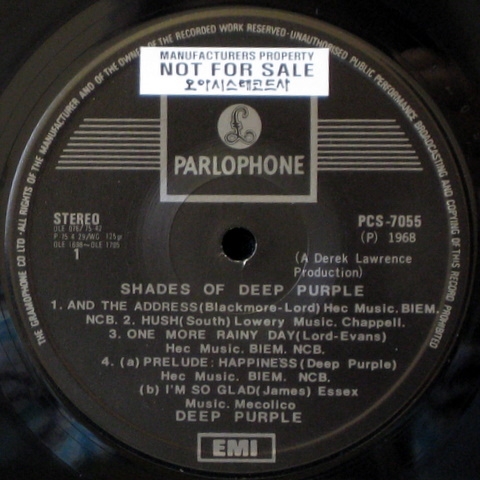 THE GRAMOPHONE CO LTD·ALL RIGHTS OF THE MANUFACTURER AND OF THE OWNER OF THE RECORDED WORK RESERVED·UNAUTHORISED PUBLIC PERFORMANCE BROADCASTING AND COPYING OF THIS RECORD PROHIBITED
MANUFACTURERS PROPERTY
NOT FOR SALE
오아시스레코드사
£
PARLOPHONE
STEREO
1
PCS-7055
(P) 1968
(A Derek Lawrence
Production)
SHADES OF DEEP PURPLE
1. AND THE ADDRESS(Blackmore-Lord) Hec Music. BIEM.
NCB. 2. HUSH(South) Lowery Music. Chappell.
3. ONE MORE RAINY DAY(Lord-Evans)
Hec Music. BIEM. NCB.
4. (a) PRELUDE: HAPPINESS(Deep Purple)
Hec Music. BIEM. NCB.
(b) I'M SO GLAD(James) Essex
Music. Mecolico
DEEP PURPLE
EMI